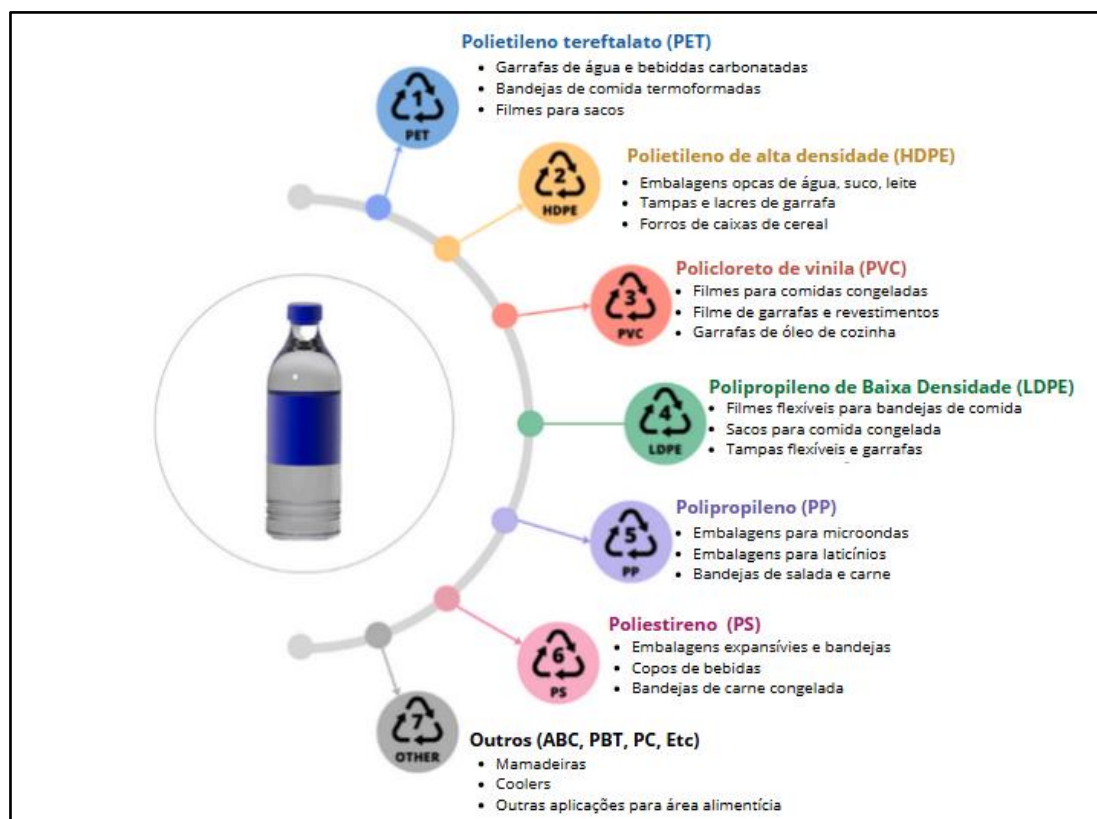 Polietileno tereftalato (PET)
• Garrafas de água e bebiddas carbonatadas
• Bandejas de comida termoformadas
• Filmes para sacos
1
PET
Polietileno de alta densidade (HDPE)
• Embalagens opcas de água, suco, leite
• Tampas e lacres de garrafa
• Forros de caixas de cereal
2
HDPE
Policloreto de vinila (PVC)
• Filmes para comidas congeladas
• Filme de garrafas e revestimentos
• Garrafas de óleo de cozinha
3
PVC
Polipropileno de Baixa Densidade (LDPE)
• Filmes flexíveis para bandejas de comida
• Sacos para comida congelada
• Tampas flexíveis e garrafas
4
LDPE
Polipropileno (PP)
• Embalagens para microondas
• Embalagens para laticínios
• Bandejas de salada e carne
5
PP
Poliestireno (PS)
• Embalagens expansívies e bandejas
• Copos de bebidas
• Bandejas de carne congelada
6
PS
Outros (ABC, PBT, PC, Etc)
• Mamadeiras
• Coolers
• Outras aplicações para área alimentícia
7
OTHER